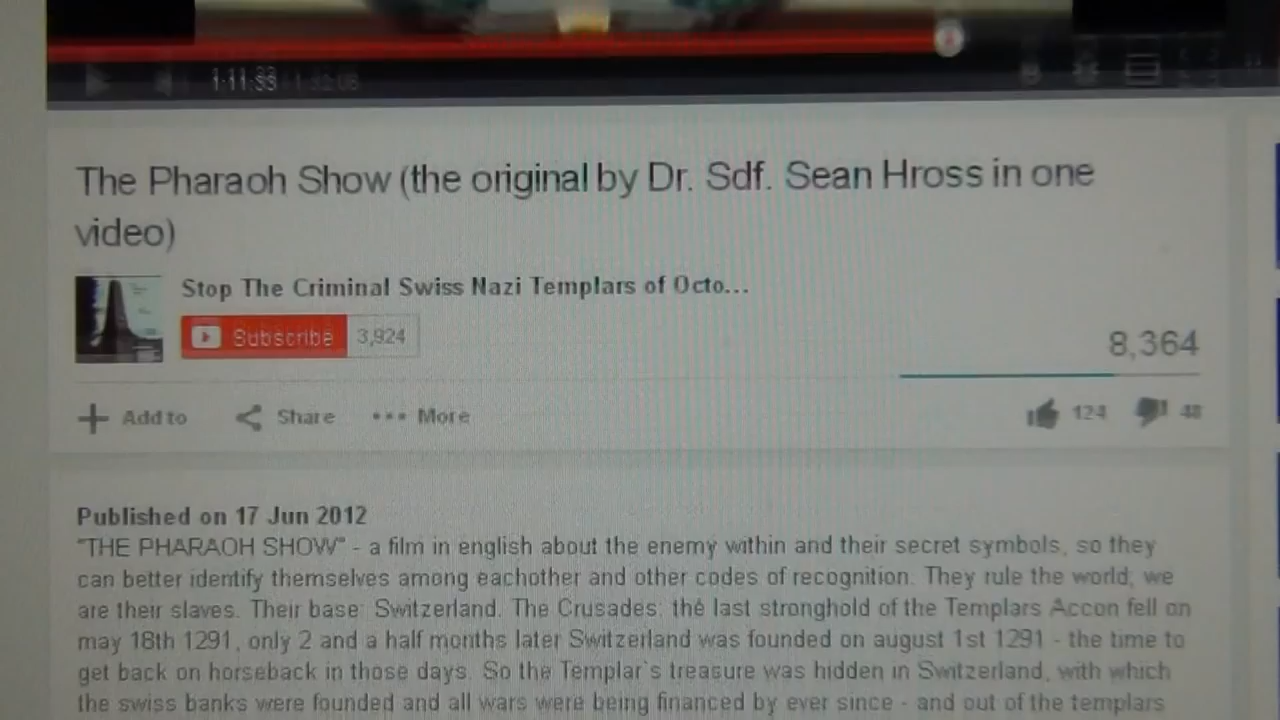 1:11:33 / 1:32:06
The Pharaoh Show (the original by Dr. Sdf. Sean Hross in one
video)
Stop The Criminal Swiss Nazi Templars of Octo...
Subscribe 3,924
8,364
Add to Share More 124 48
Published on 17 Jun 2012
"THE PHARAOH SHOW" - a film in english about the enemy within and their secret symbols, so they
can better identify themselves among eachother and other codes of recognition. They rule the world, we
are their slaves. Their base: Switzerland. The Crusades: the last stronghold of the Templars Accon fell on
may 18th 1291, only 2 and a half months later Switzerland was founded on august 1st 1291 - the time to
get back on horseback in those days. So the Templar's treasure was hidden in Switzerland, with which
the swiss banks were founded and all wars were being financed by ever since - and out of the templars